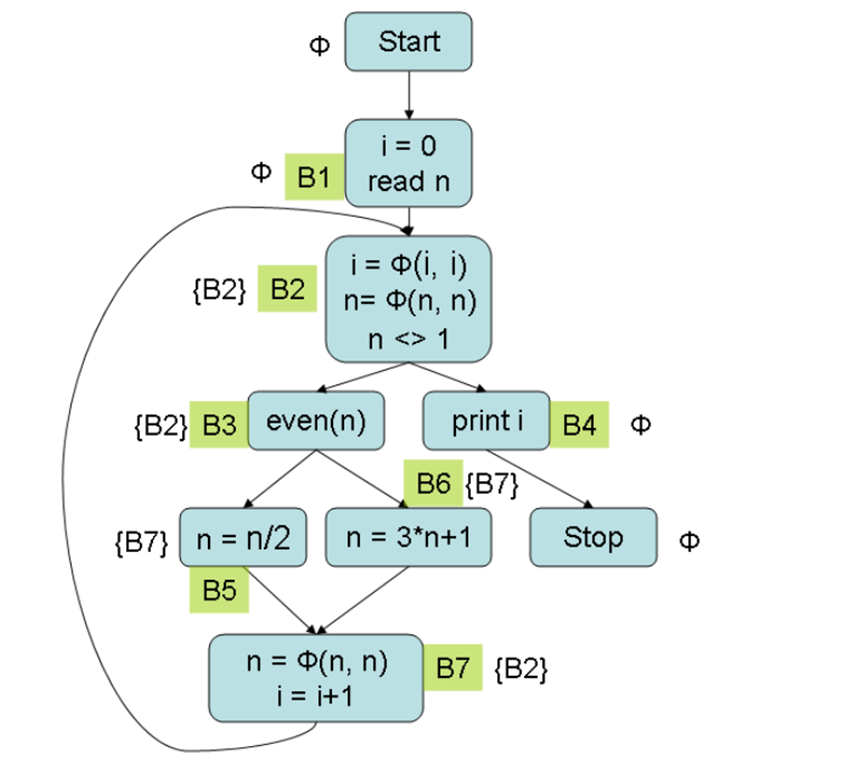 Φ
Start
i = 0
read n
Φ
B1
i = Φ(i, i)
n= Φ(n, n)
n <> 1
{B2}
B2
{B2}
B3
even(n)
print i
B4
Φ
B6
{B7}
{B7}
n = n/2
n = 3*n+1
Stop
Φ
B5
n = Φ(n, n)
i = i+1
B7
{B2}